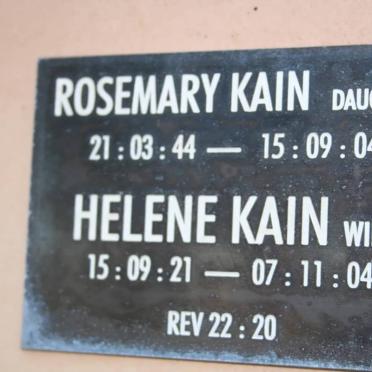 ROSEMARY KAIN
21 : 03 : 44 — 15 : 09 : 04
HELENE KAIN
15 : 09 : 21 — 07 : 11 : 04
REV 22 : 20